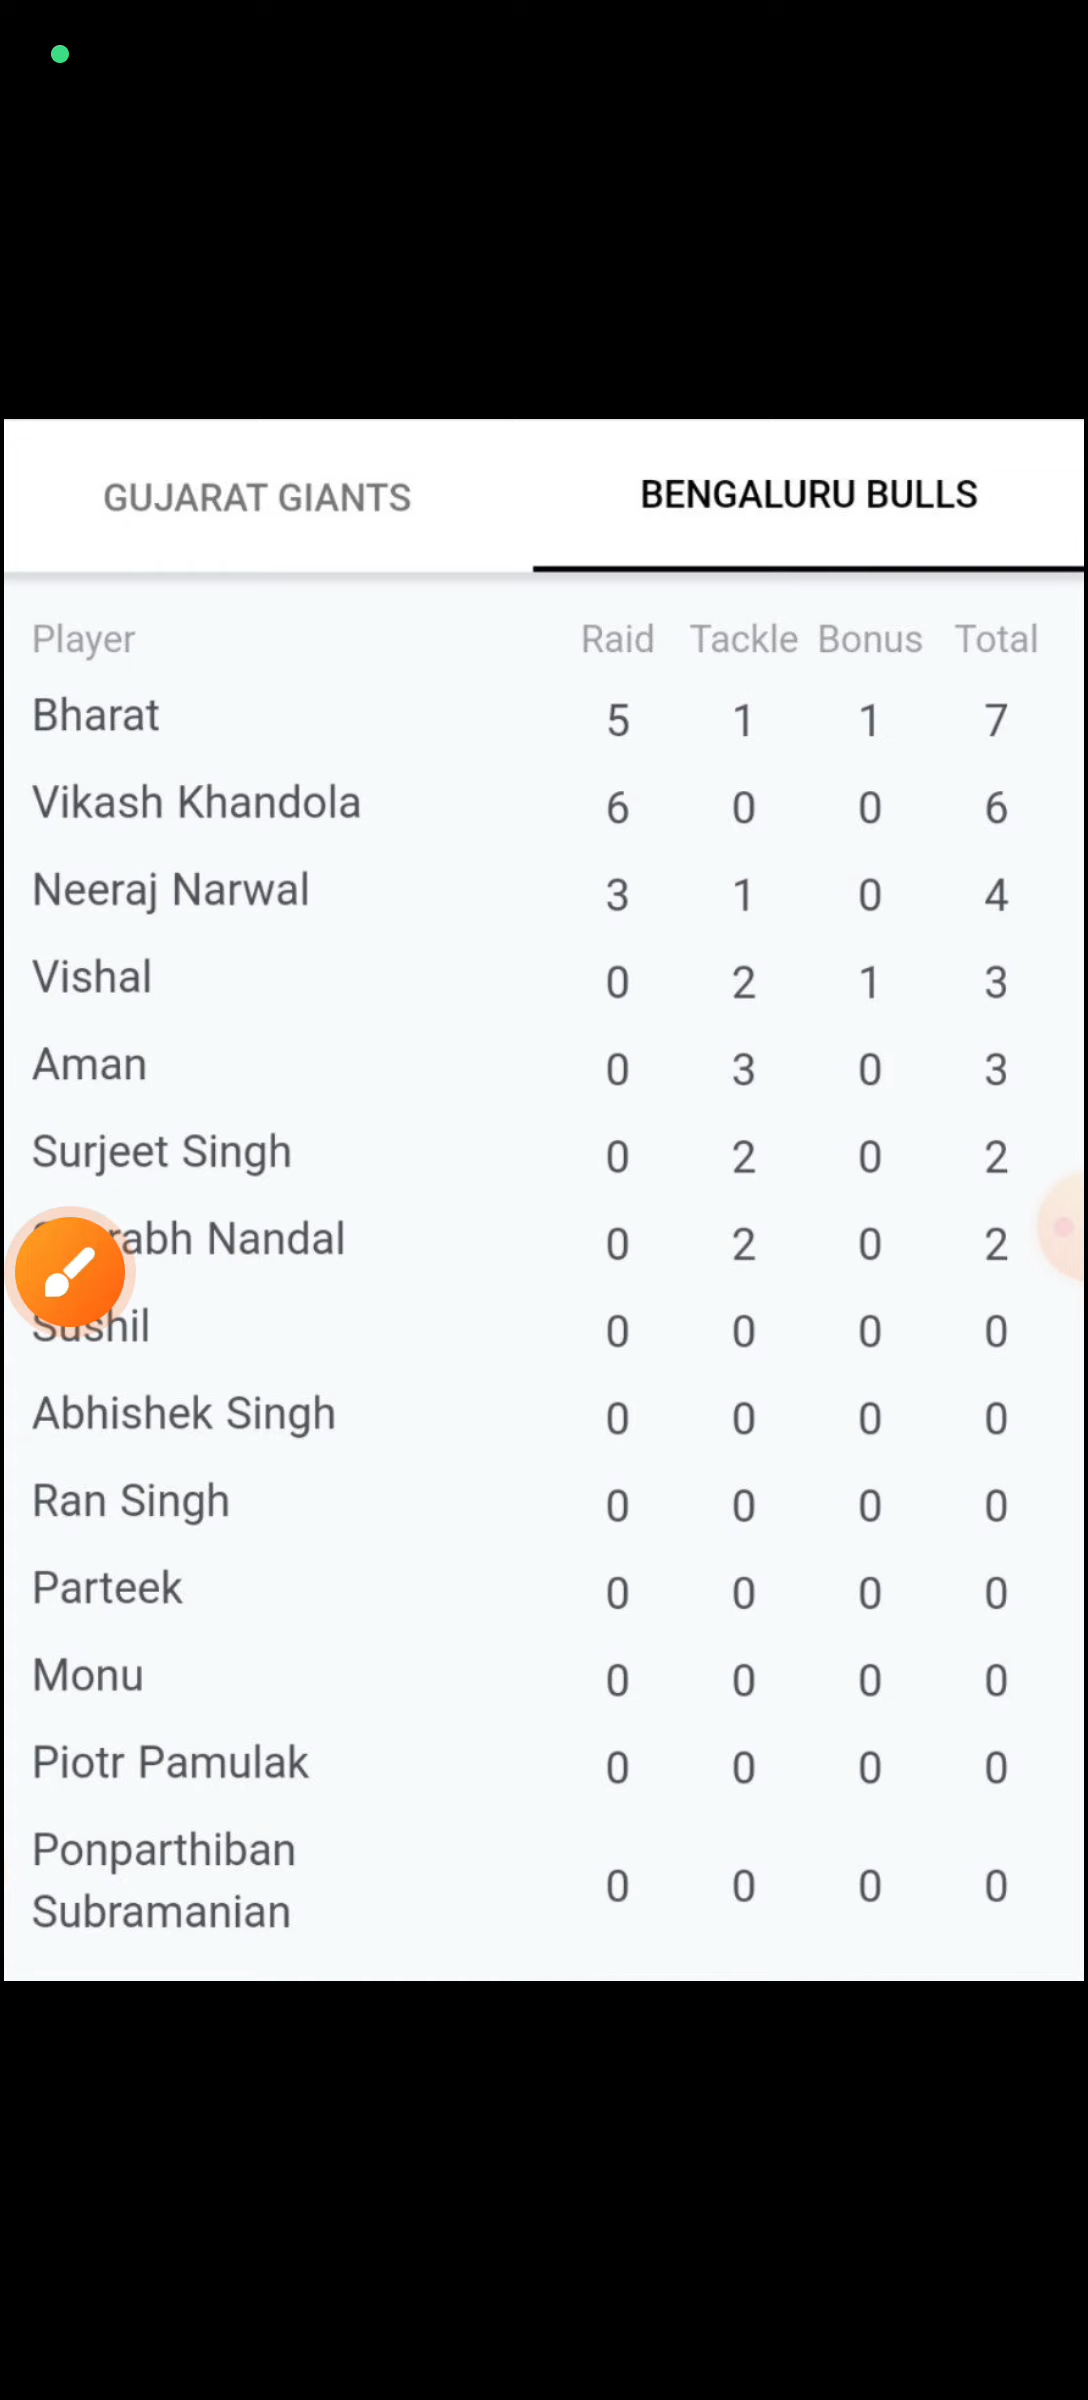 GUJARAT GIANTS BENGALURU BULLS
Player Raid Tackle Bonus Total
Bharat 5 1 1 7
Vikash Khandola 6 0 0 6
Neeraj Narwal 3 1 0 4
Vishal 0 2 1 3
Aman 0 3 0 3
Surjeet Singh 0 2 0 2
Nandal 0 2 0 2
Sushil 0 0 0 0
Abhishek Singh 0 0 0 0
Ran Singh 0 0 0 0
Parteek 0 0 0 0
Monu 0 0 0 0
Piotr Pamulak 0 0 0 0
Ponparthiban
Subramanian 0 0 0 0